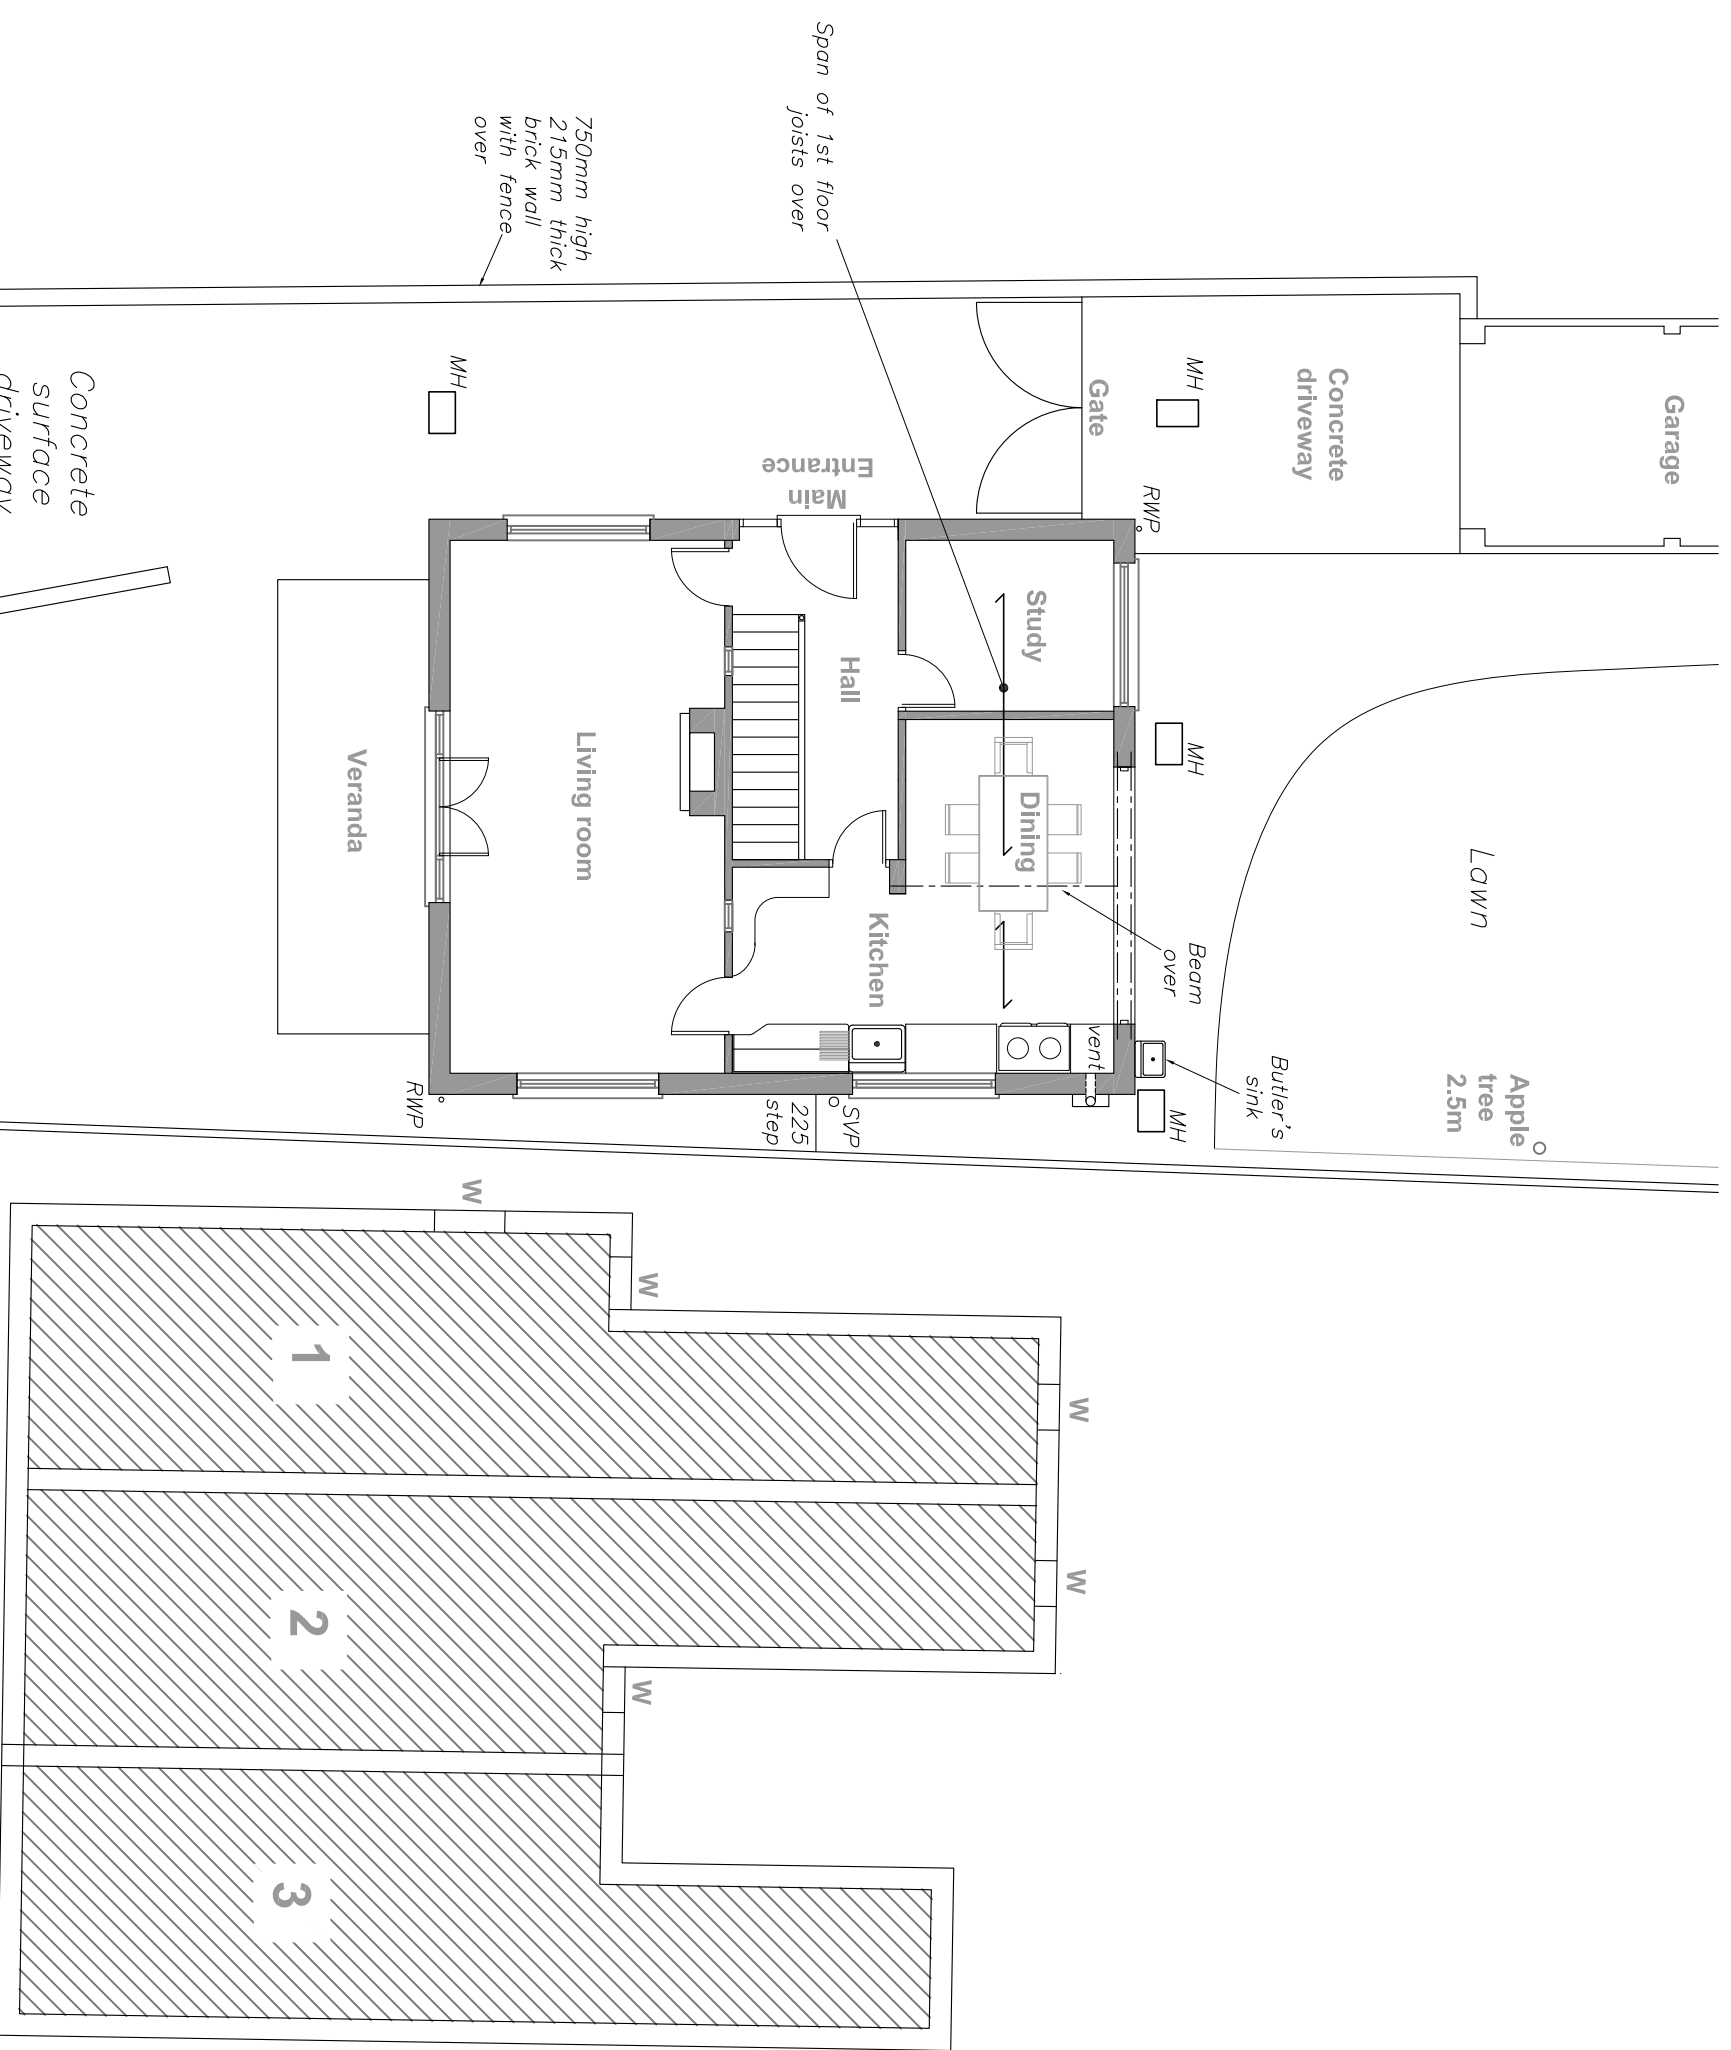 Span of 1st floor
joists over
750mm high
215mm thick
brick wall
with fence
over
Garage
Concrete
driveway
MH
Gate
RWP
Main
Entrance
MH
Concrete
surface
driveway
Study
Hall
Living room
Veranda
Dining
Kitchen
MH
Lawn
Beam
over
vent
Butler's
sink
Apple
tree
2.5m
MH
SVP
225
step
RWP
W
W
W
W
W
1
2
3